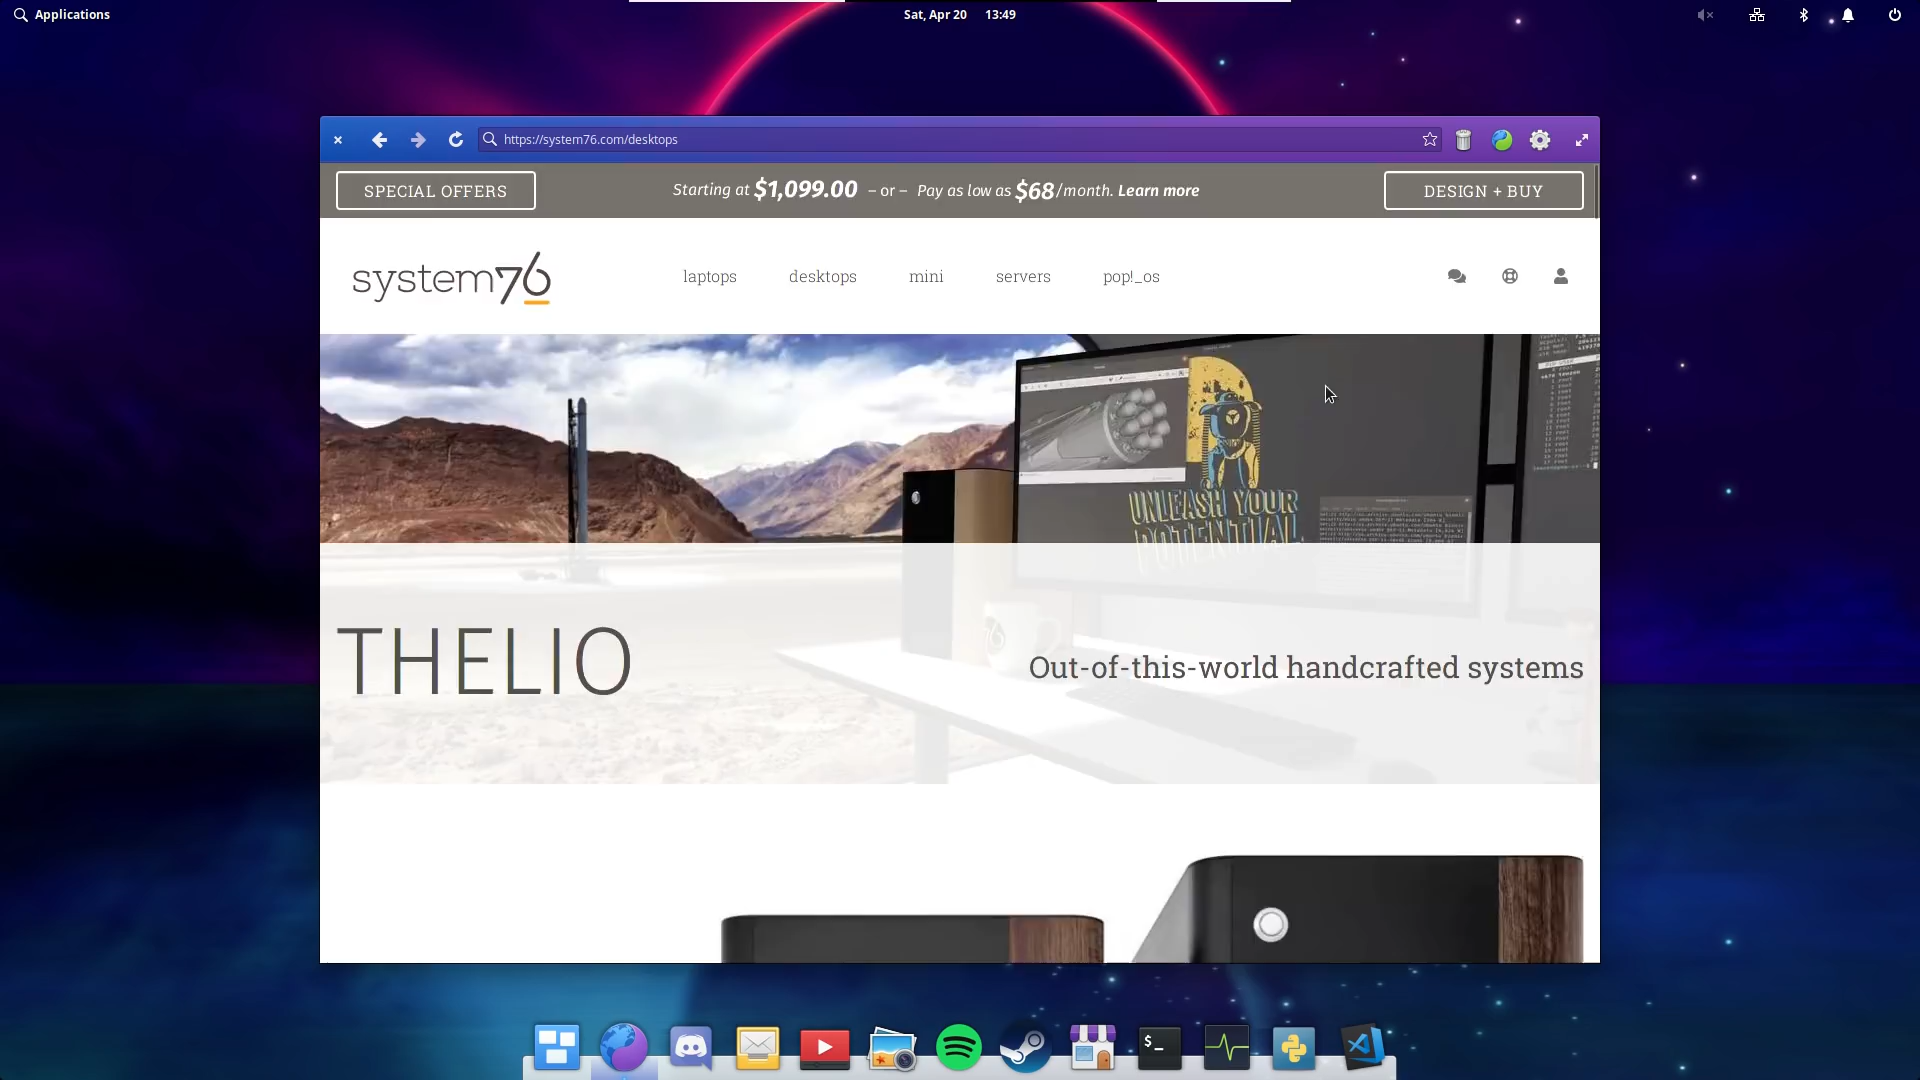 Applications
Sat, Apr 20 13:49
https://system76.com/desktops
SPECIAL OFFERS
Starting at $1,099.00 – or – Pay as low as $68/month. Learn more
DESIGN + BUY
system76
laptops desktops mini servers pop!_os
UNLEASH YOUR
POTENTIAL.
THELIO
Out-of-this-world handcrafted systems
$_